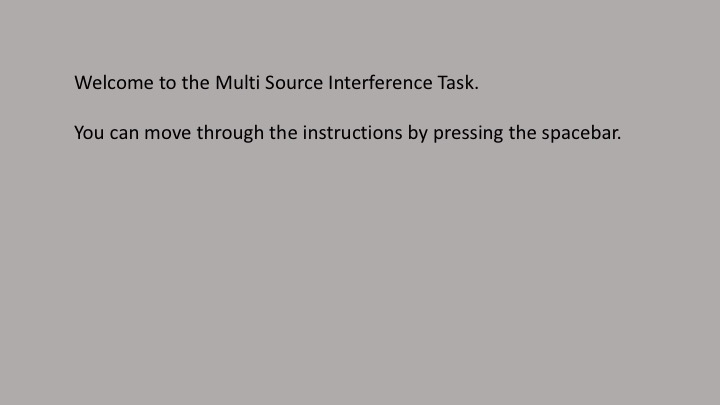 Welcome to the Multi Source Interference Task.
You can move through the instructions by pressing the spacebar.